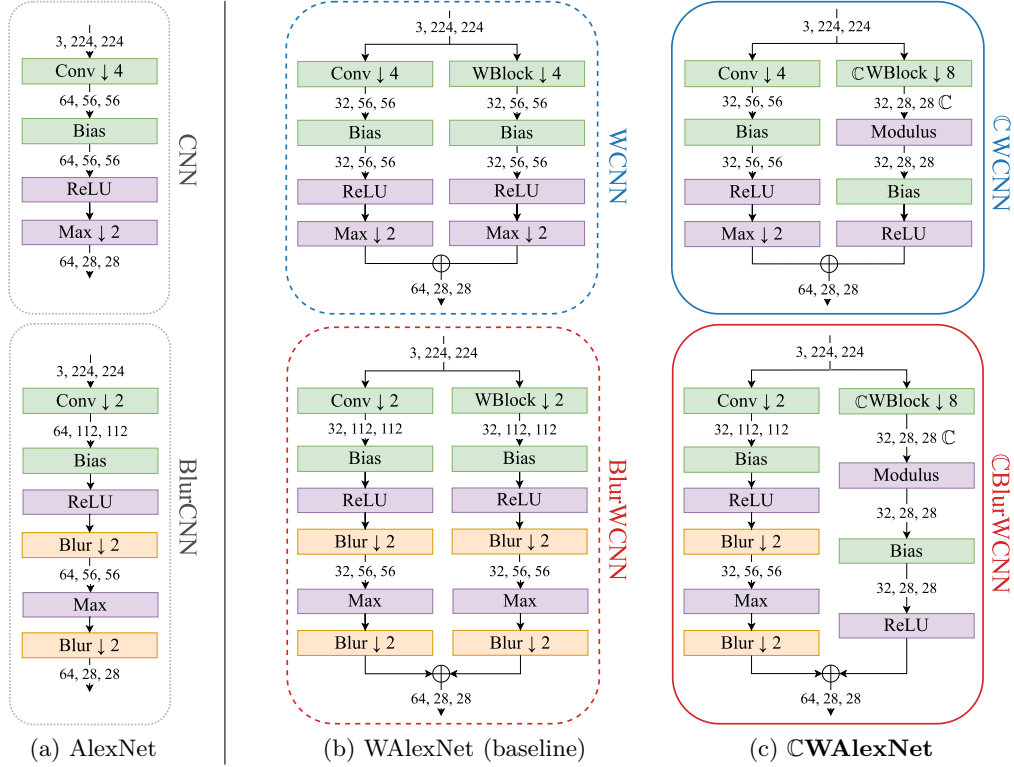 3, 224, 224
Conv ↓ 4
64, 56, 56
Bias
64, 56, 56
ReLU
Max ↓ 2
64, 28, 28
CNN
3, 224, 224
Conv ↓ 4
WBlock ↓ 4
32, 56, 56
32, 56, 56
Bias
Bias
32, 56, 56
32, 56, 56
ReLU
ReLU
Max ↓ 2
Max ↓ 2
64, 28, 28
WCNN
3, 224, 224
Conv ↓ 4
ℂWBlock ↓ 8
32, 56, 56
32, 28, 28 ℂ
Bias
Modulus
32, 56, 56
32, 28, 28
ReLU
Bias
Max ↓ 2
ReLU
64, 28, 28
ℂWCNN
3, 224, 224
Conv ↓ 2
64, 112, 112
Bias
ReLU
Blur ↓ 2
64, 56, 56
Max
Blur ↓ 2
64, 28, 28
BlurCNN
3, 224, 224
Conv ↓ 2
WBlock ↓ 2
32, 112, 112
32, 112, 112
Bias
Bias
ReLU
ReLU
Blur ↓ 2
Blur ↓ 2
32, 56, 56
32, 56, 56
Max
Max
Blur ↓ 2
Blur ↓ 2
64, 28, 28
BlurWCNN
3, 224, 224
Conv ↓ 2
ℂWBlock ↓ 8
32, 112, 112
32, 28, 28 ℂ
Bias
Modulus
ReLU
32, 28, 28
Blur ↓ 2
Bias
32, 56, 56
32, 28, 28
Max
ReLU
Blur ↓ 2
64, 28, 28
ℂBlurWCNN
(a) AlexNet
(b) WAlexNet (baseline)
(c) ℂWAlexNet